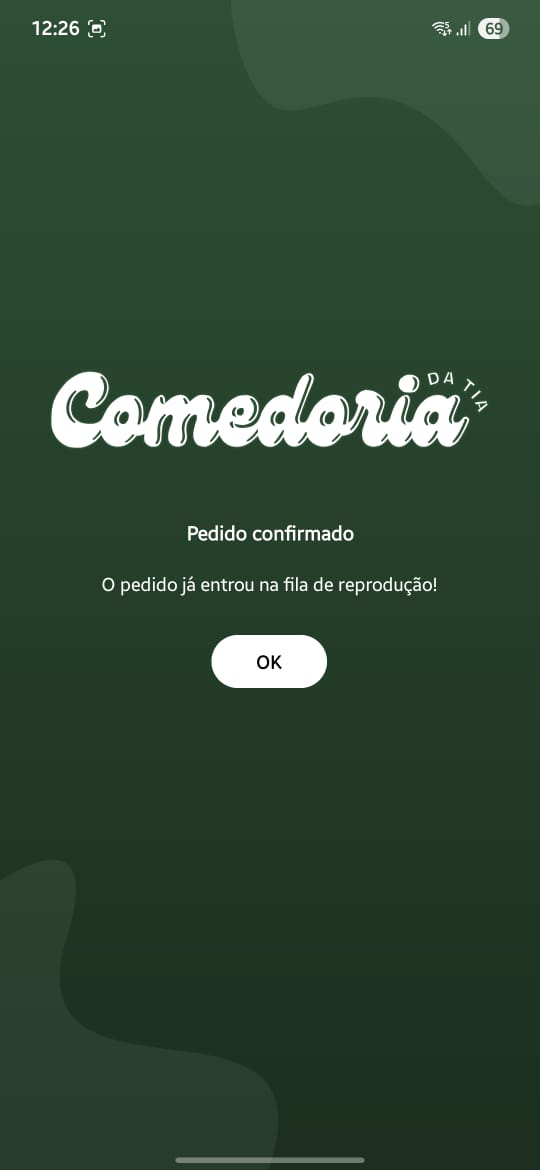 12:26
69
Comedoria DA TIA
Pedido confirmado
O pedido já entrou na fila de reprodução!
OK